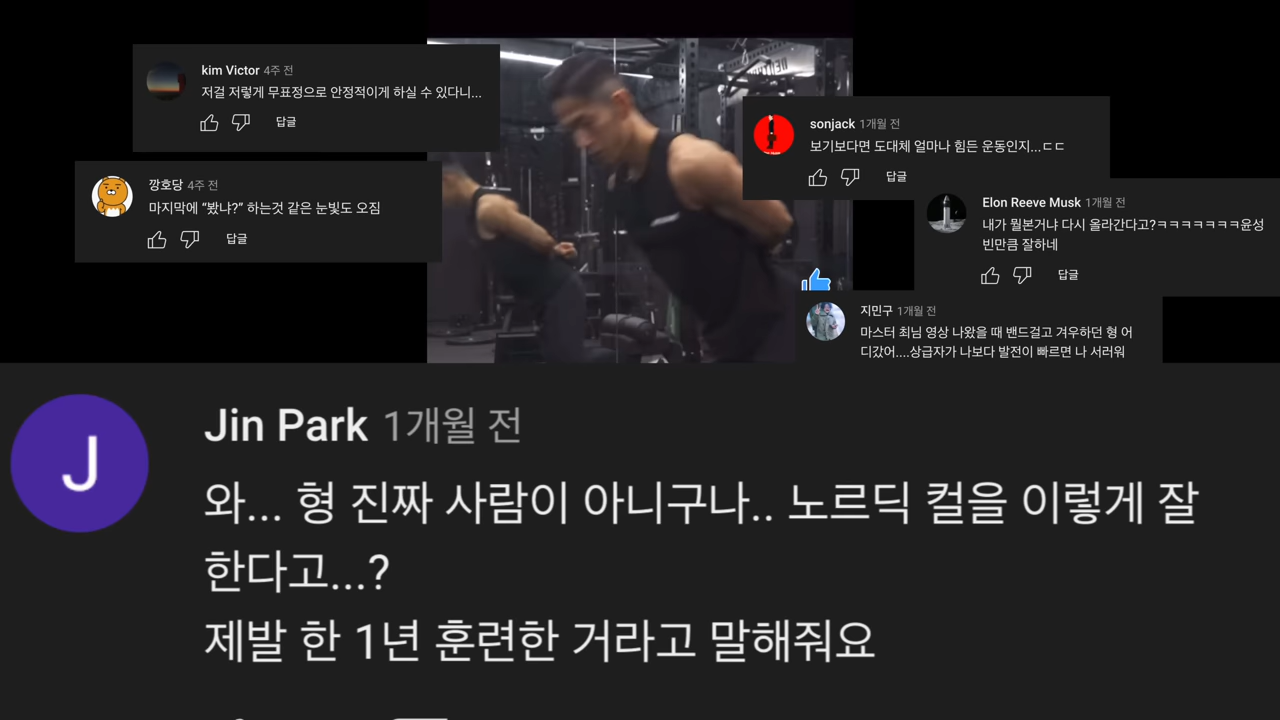 kim Victor 4주 전
저걸 저렇게 무표정으로 안정적이게 하실 수 있다니...
답글
깡호당 4주 전
마지막에 “봤냐?” 하는것 같은 눈빛도 오짐
답글
sonjack 1개월 전
보기보다면 도대체 얼마나 힘든 운동인지...ㄷㄷ
답글
Elon Reeve Musk 1개월 전
내가 뭘본거냐 다시 올라간다고?ㅋㅋㅋㅋㅋㅋㅋ윤성
빈만큼 잘하네
답글
지민구 1개월 전
마스터 최님 영상 나왔을 때 밴드걸고 겨우하던 형 어
디갔어....상급자가 나보다 발전이 빠르면 나 서러워
J
Jin Park 1개월 전
와... 형 진짜 사람이 아니구나.. 노르딕 컬을 이렇게 잘
한다고...?
제발 한 1년 훈련한 거라고 말해줘요